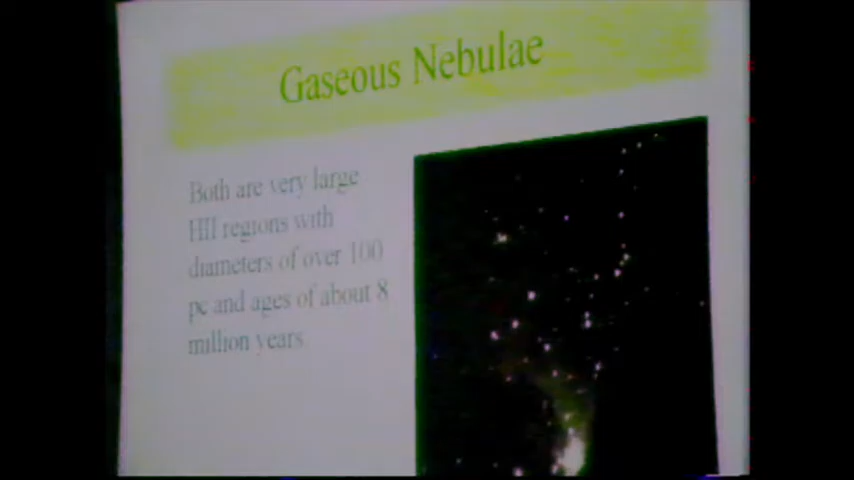 Gaseous Nebulae
Both are very large
HII regions with
diameters of over 100
pc and ages of about 8
million years.